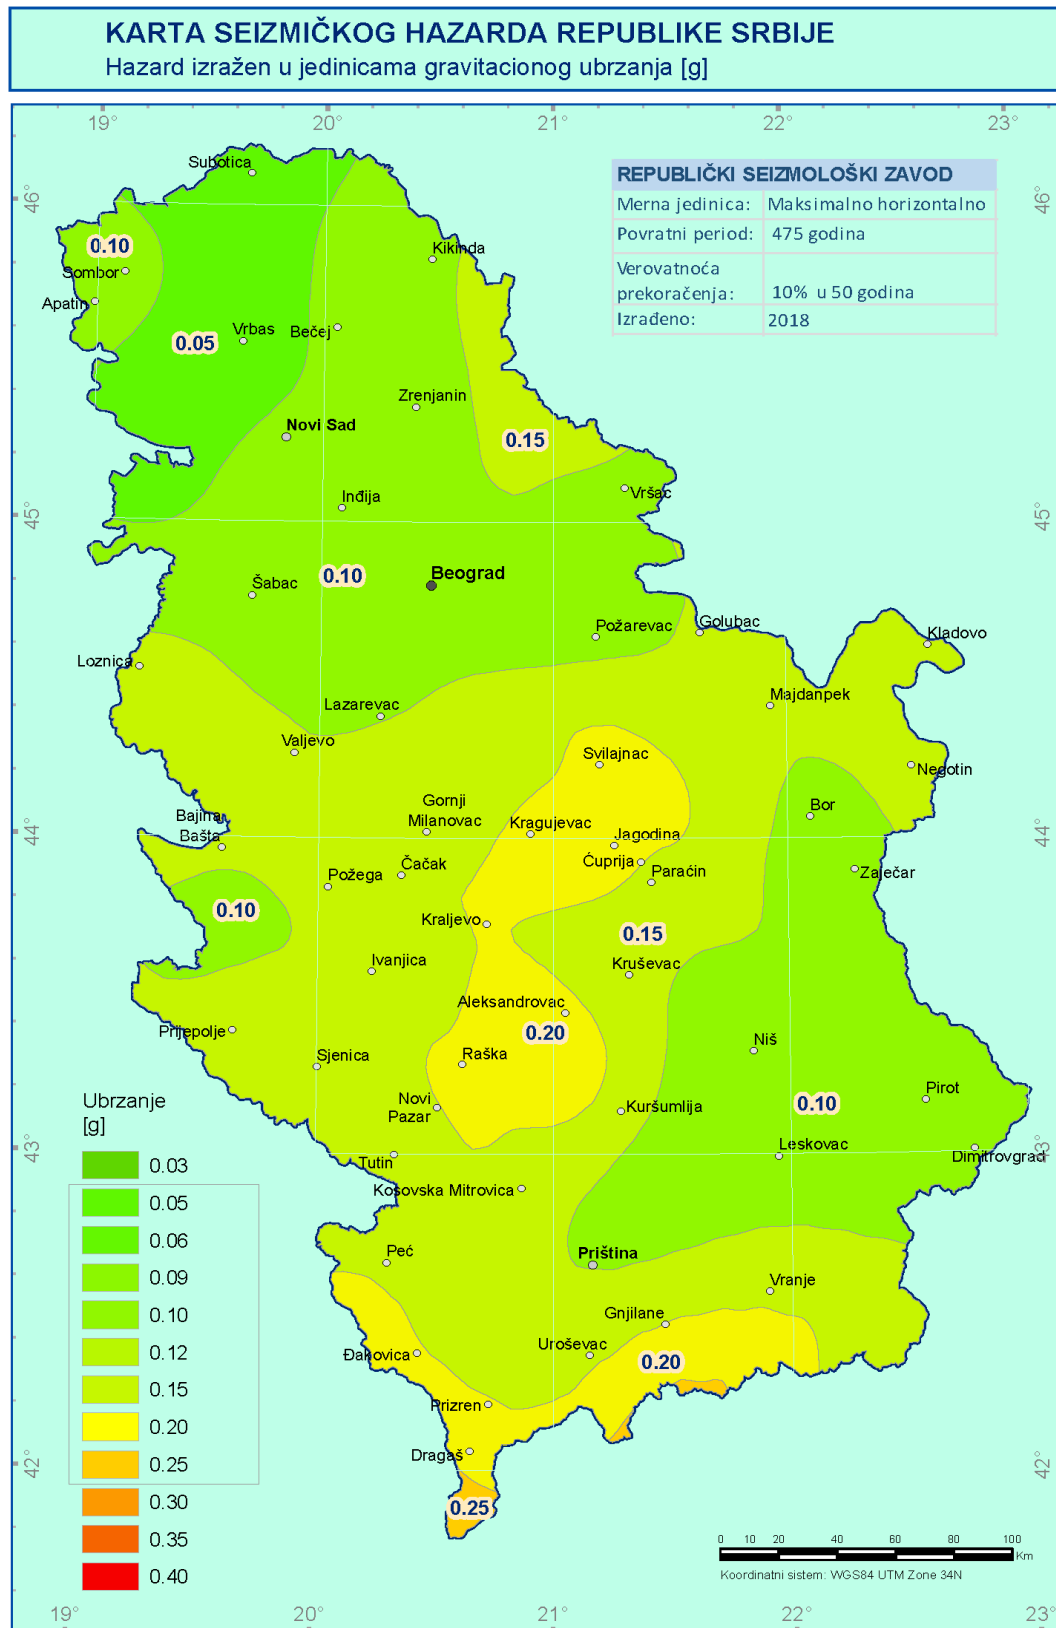 KARTA SEIZMIČKOG HAZARDA REPUBLIKE SRBIJE
Hazard izražen u jedinicama gravitacionog ubrzanja [g]
19°
20°
21°
22°
23°
REPUBLIČKI SEIZMOLOŠKI ZAVOD
Merna jedinica: Maksimalno horizontalno
Povratni period: 475 godina
Verovatnoća
prekoračenja: 10% u 50 godina
Izrađeno: 2018
46°
46°
45°
45°
44°
44°
43°
43°
42°
42°
Subotica
0.10
Sombor
Apatin
Kikinda
0.05
Vrbas
Bečej
Zrenjanin
Novi Sad
0.15
Inđija
Vršac
0.10
Beograd
Šabac
Požarevac
Golubac
Kladovo
Loznica
Lazarevac
Majdanpek
Valjevo
Svilajnac
Negotin
Bor
Gornji
Milanovac
Bajina
Bašta
Kragujevac
Jagodina
Ćuprija
Čačak
Požega
Paraćin
Zaječar
0.10
Kraljevo
0.15
Ivanjica
Kruševac
Aleksandrovac
0.20
Prijepolje
Sjenica
Raška
Niš
Novi
Pazar
Kuršumlija
0.10
Pirot
Leskovac
Dimitrovgrad
Tutin
Kosovska Mitrovica
Peć
Priština
Vranje
Gnjilane
Uroševac
Đakovica
0.20
Prizren
Dragaš
0.25
Ubrzanje
[g]
0.03
0.05
0.06
0.09
0.10
0.12
0.15
0.20
0.25
0.30
0.35
0.40
0 10 20 40 60 80 100
Km
Koordinatni sistem: WGS84 UTM Zone 34N
19°
20°
21°
22°
23°